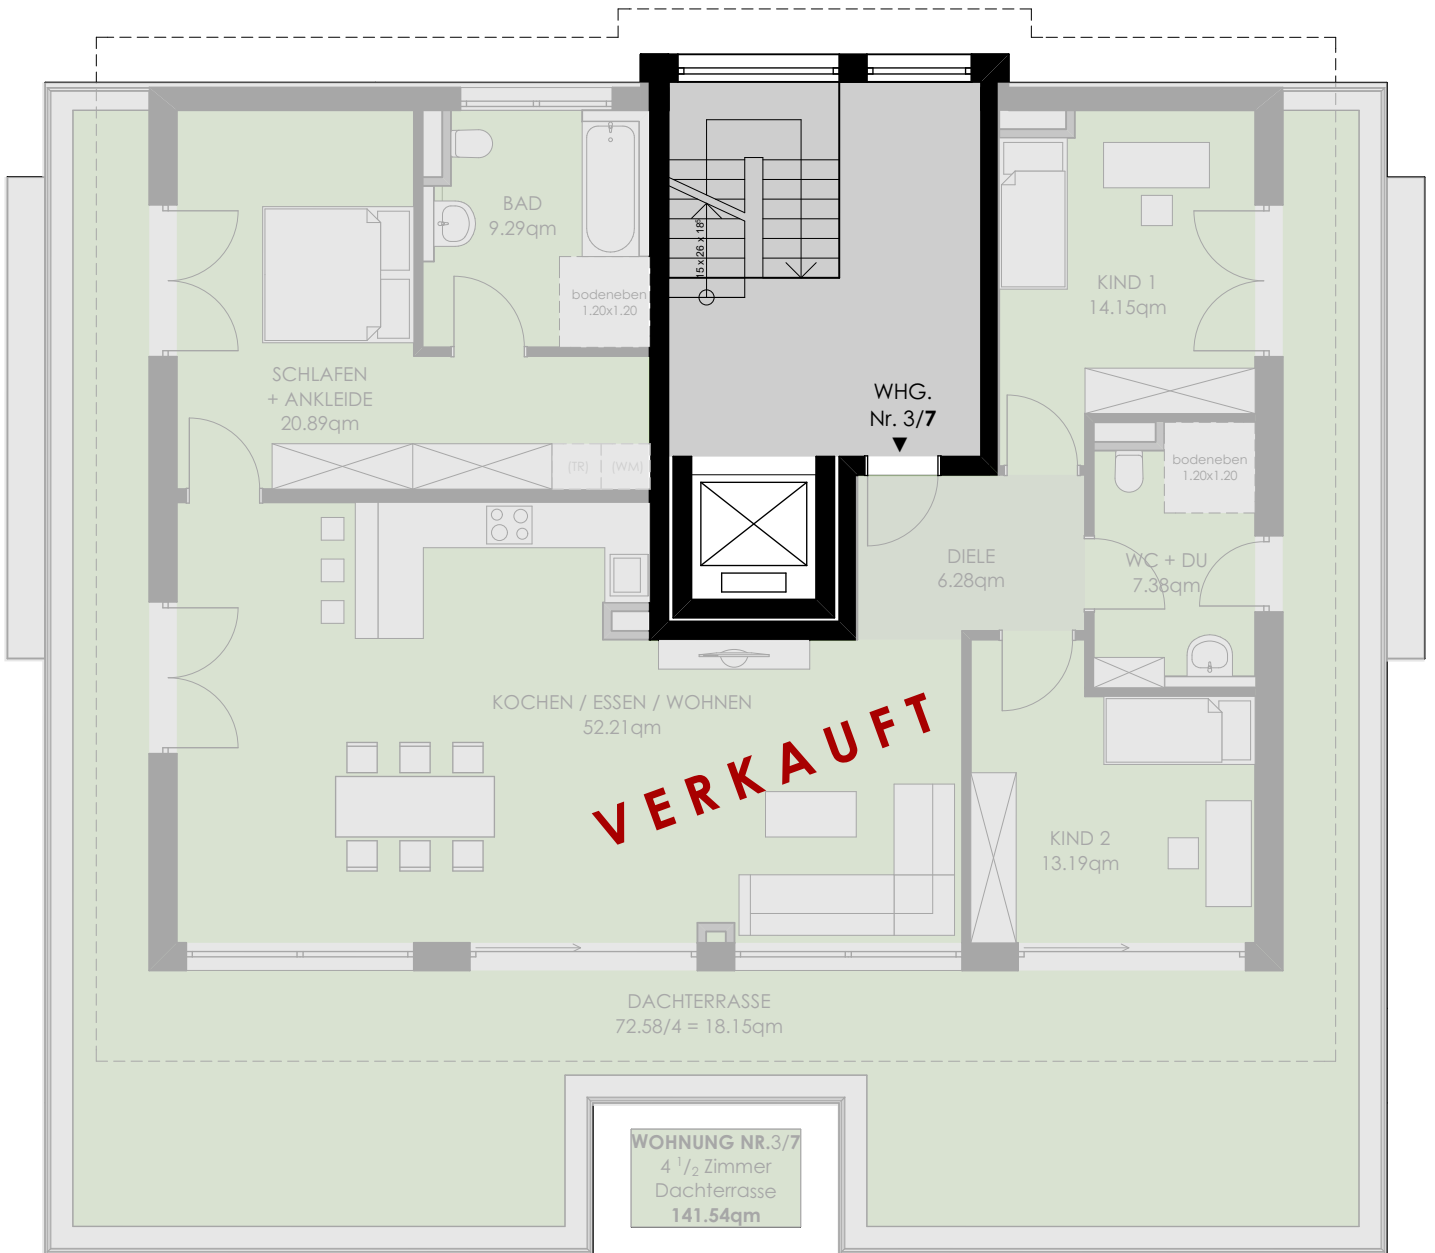 BAD
9.29qm
bodeneben
1.20x1.20
15 x 26 x 18⁵
KIND 1
14.15qm
SCHLAFEN
+ ANKLEIDE
20.89qm
WHG.
Nr. 3/7
(TR)
(WM)
bodeneben
1.20x1.20
DIELE
6.28qm
WC + DU
7.38qm
KOCHEN / ESSEN / WOHNEN
52.21qm
VERKAUFT
KIND 2
13.19qm
DACHTERRASSE
72.58/4 = 18.15qm
WOHNUNG NR.3/7
4 ¹/₂ Zimmer
Dachterrasse
141.54qm